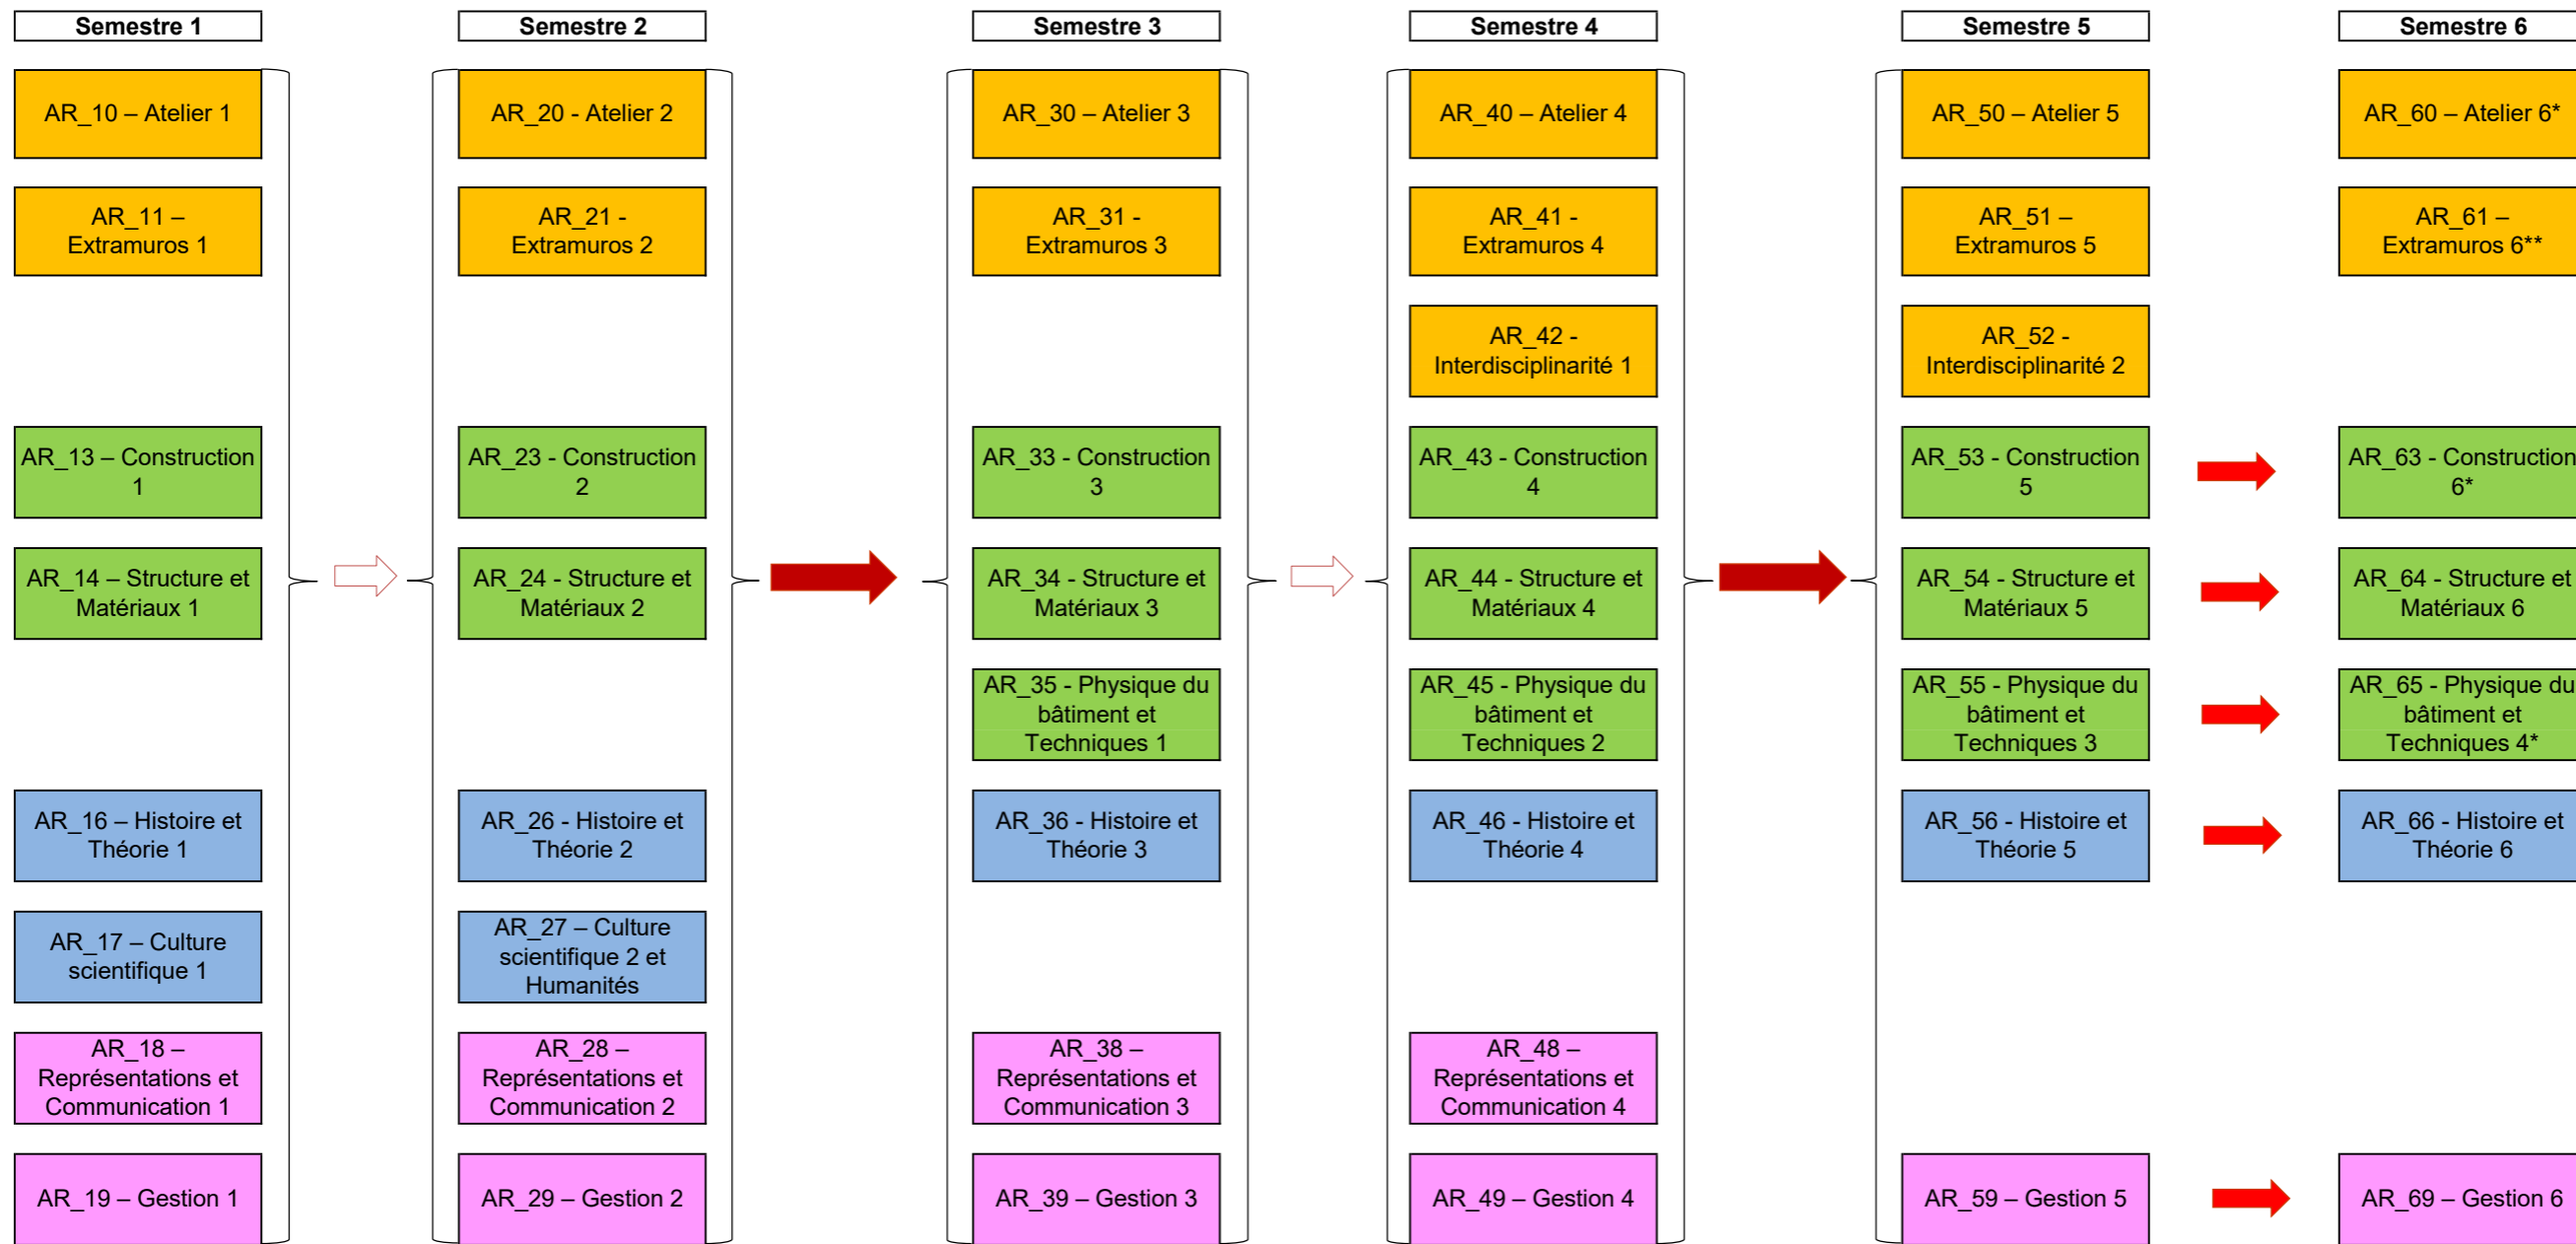 Semestre 1
Semestre 2
Semestre 3
Semestre 4
Semestre 5
Semestre 6
AR_10 – Atelier 1
AR_20 - Atelier 2
AR_30 – Atelier 3
AR_40 – Atelier 4
AR_50 – Atelier 5
AR_60 – Atelier 6*
AR_11 –
Extramuros 1
AR_21 -
Extramuros 2
AR_31 -
Extramuros 3
AR_41 -
Extramuros 4
AR_51 –
Extramuros 5
AR_61 –
Extramuros 6**
AR_42 -
Interdisciplinarité 1
AR_52 -
Interdisciplinarité 2
AR_13 – Construction
1
AR_23 - Construction
2
AR_33 - Construction
3
AR_43 - Construction
4
AR_53 - Construction
5
AR_63 - Construction
6*
AR_14 – Structure et
Matériaux 1
AR_24 - Structure et
Matériaux 2
AR_34 - Structure et
Matériaux 3
AR_44 - Structure et
Matériaux 4
AR_54 - Structure et
Matériaux 5
AR_64 - Structure et
Matériaux 6
AR_35 - Physique du
bâtiment et
Techniques 1
AR_45 - Physique du
bâtiment et
Techniques 2
AR_55 - Physique du
bâtiment et
Techniques 3
AR_65 - Physique du
bâtiment et
Techniques 4*
AR_16 – Histoire et
Théorie 1
AR_26 - Histoire et
Théorie 2
AR_36 - Histoire et
Théorie 3
AR_46 - Histoire et
Théorie 4
AR_56 - Histoire et
Théorie 5
AR_66 - Histoire et
Théorie 6
AR_17 – Culture
scientifique 1
AR_27 – Culture
scientifique 2 et
Humanités
AR_18 –
Représentations et
Communication 1
AR_28 –
Représentations et
Communication 2
AR_38 –
Représentations et
Communication 3
AR_48 –
Représentations et
Communication 4
AR_19 – Gestion 1
AR_29 – Gestion 2
AR_39 – Gestion 3
AR_49 – Gestion 4
AR_59 – Gestion 5
AR_69 – Gestion 6